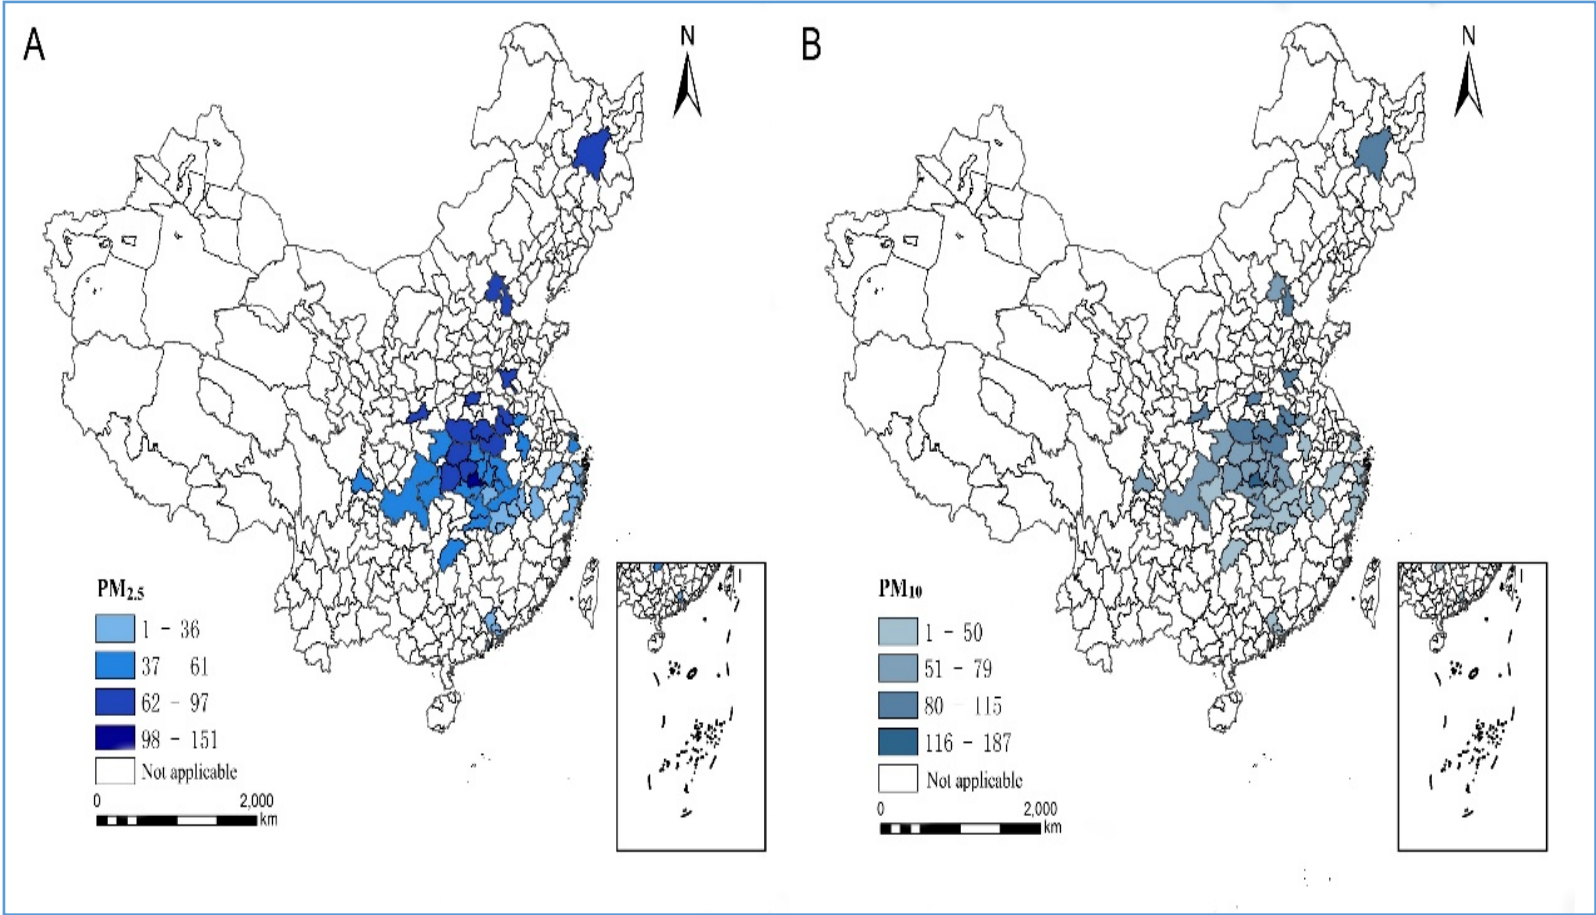 A
N
PM2.5
1 - 36
37 61
62 - 97
98 - 151
Not applicable
0 2,000
km
B
N
PM10
1 - 50
51 - 79
80 - 115
116 - 187
Not applicable
0 2,000
km